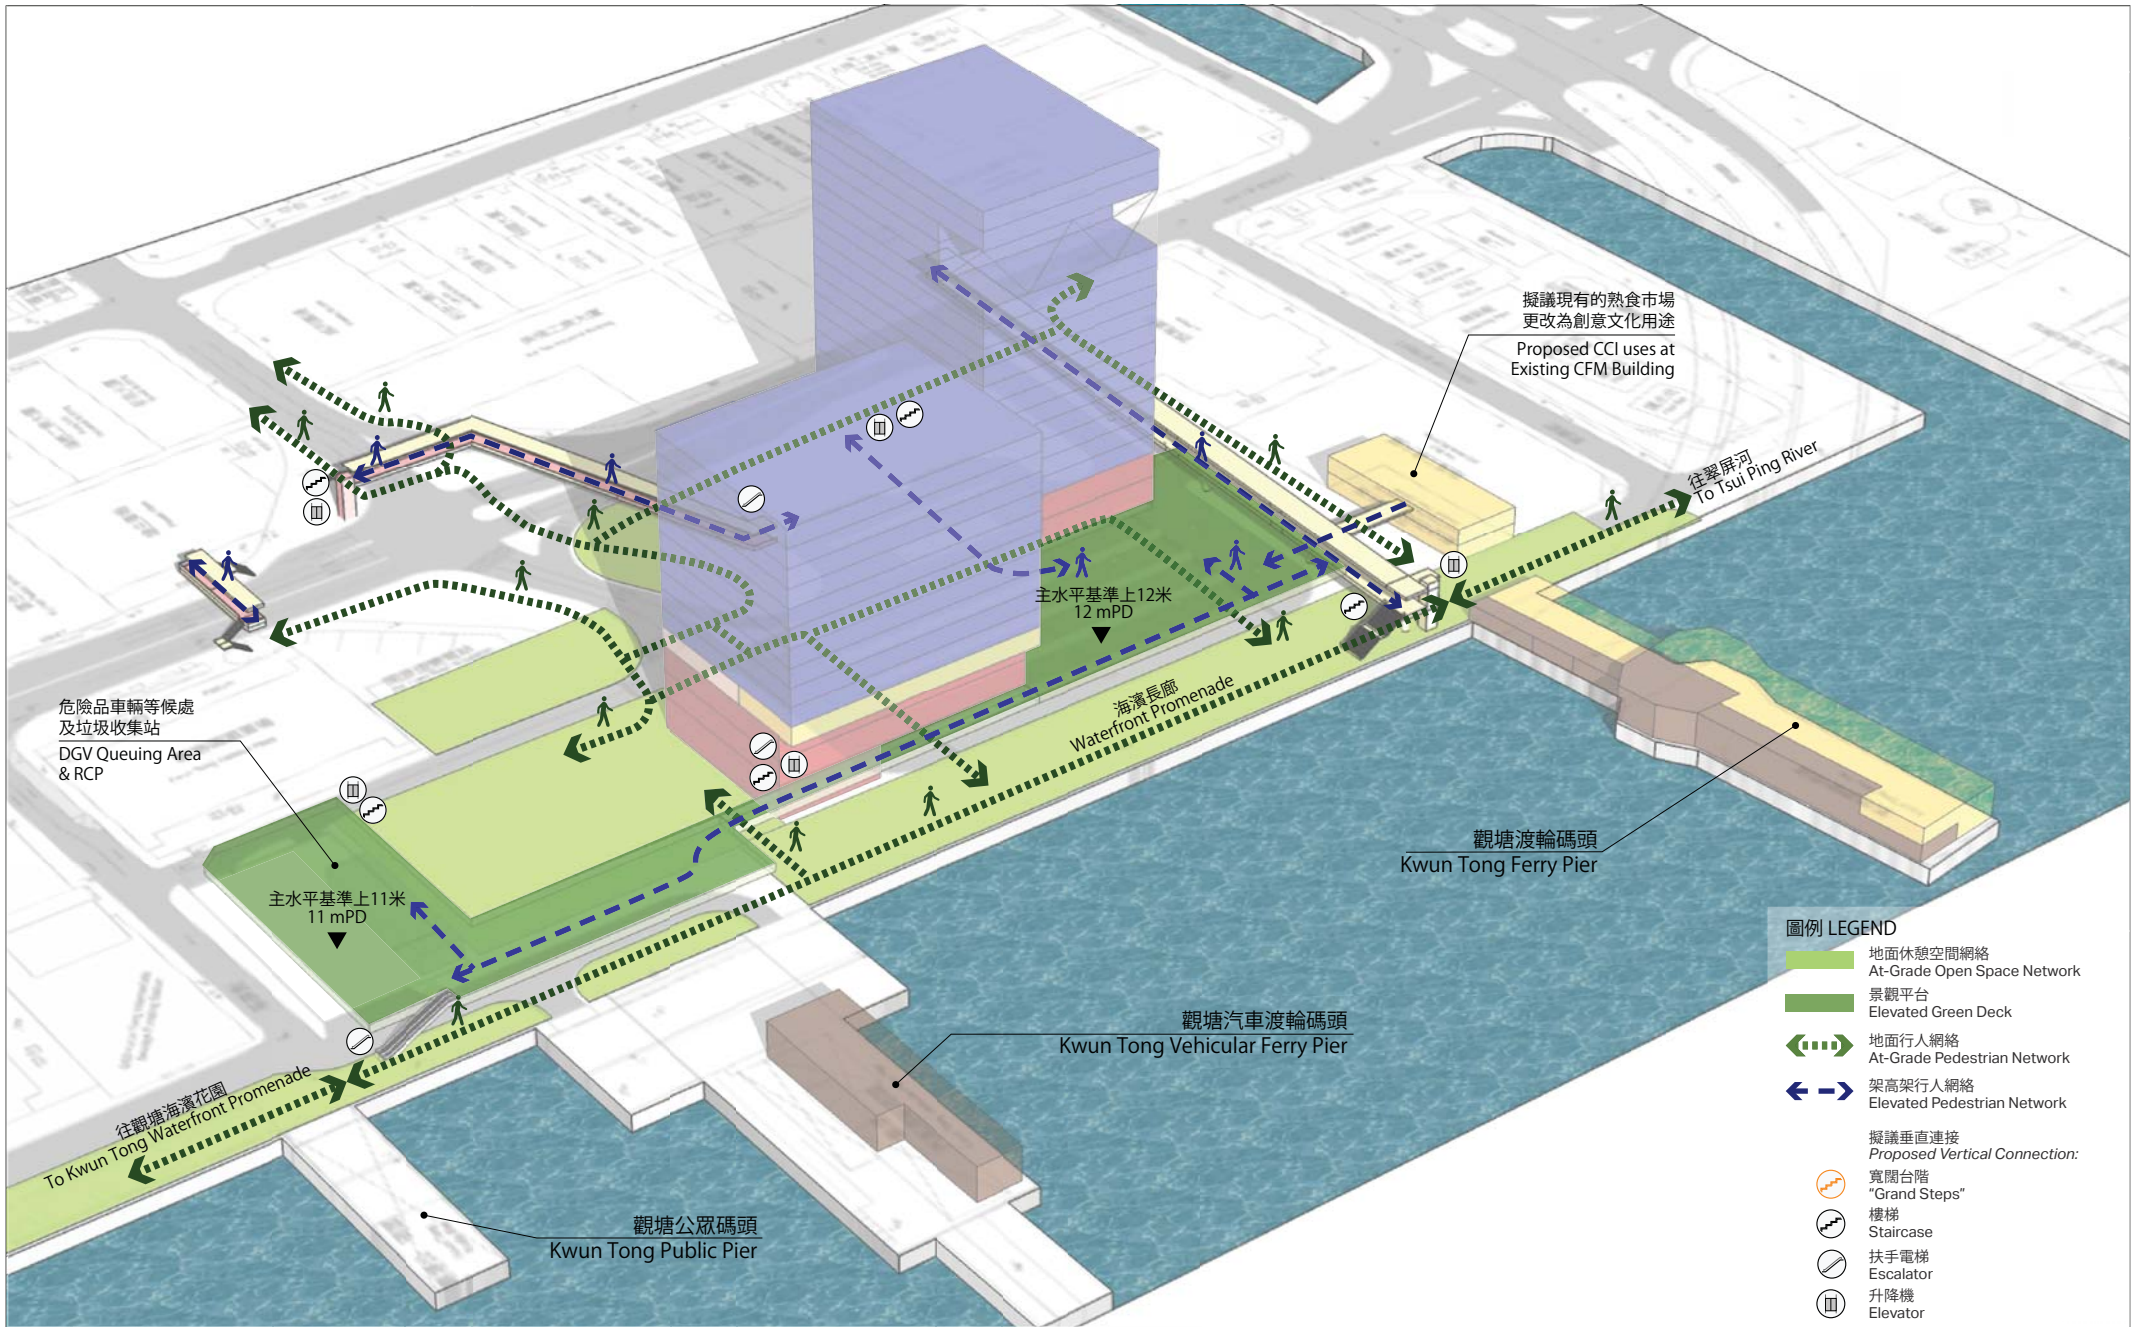 擬議現有的熟食市場
更改為創意文化用途
Proposed CCI uses at
Existing CFM Building
往翠屏河
To Tsui Ping River
主水平基準上12米
12 mPD
海濱長廊
Waterfront Promenade
危險品車輛等候處
及垃圾收集站
DGV Queuing Area
& RCP
主水平基準上11米
11 mPD
觀塘渡輪碼頭
Kwun Tong Ferry Pier
觀塘汽車渡輪碼頭
Kwun Tong Vehicular Ferry Pier
往觀塘海濱花園
To Kwun Tong Waterfront Promenade
觀塘公眾碼頭
Kwun Tong Public Pier
圖例 LEGEND
地面休憩空間網絡
At-Grade Open Space Network
景觀平台
Elevated Green Deck
地面行人網絡
At-Grade Pedestrian Network
架高架行人網絡
Elevated Pedestrian Network
擬議垂直連接
Proposed Vertical Connection:
寬闊台階
"Grand Steps"
樓梯
Staircase
扶手電梯
Escalator
升降機
Elevator